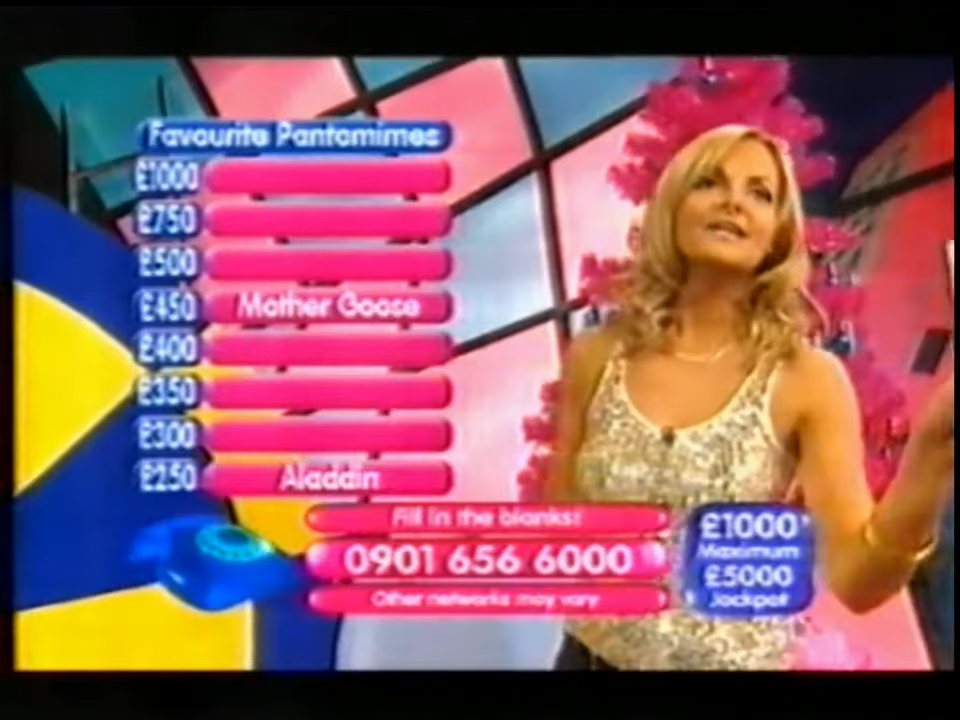 Favourite Pantomimes
£1000
£750
£500
£450 Mother Goose
£400
£350
£300
£250 Aladdin
Fill in the blanks!
0901 656 6000
Other networks may vary
£1000*
Maximum
£5000
Jackpot